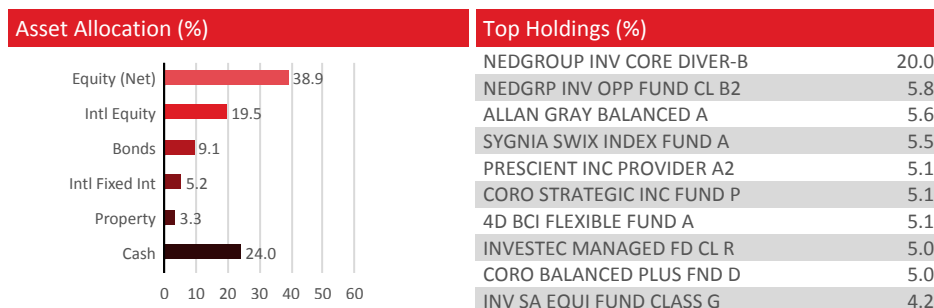 Asset Allocation (%)
Equity (Net) 38.9
Intl Equity 19.5
Bonds 9.1
Intl Fixed Int 5.2
Property 3.3
Cash 24.0
0 10 20 30 40 50 60
Top Holdings (%)
NEDGROUP INV CORE DIVER-B 20.0
NEDGRP INV OPP FUND CL B2 5.8
ALLAN GRAY BALANCED A 5.6
SYGNIA SWIX INDEX FUND A 5.5
PRESCIENT INC PROVIDER A2 5.1
CORO STRATEGIC INC FUND P 5.1
4D BCI FLEXIBLE FUND A 5.1
INVESTEC MANAGED FD CL R 5.0
CORO BALANCED PLUS FND D 5.0
INV SA EQUI FUND CLASS G 4.2